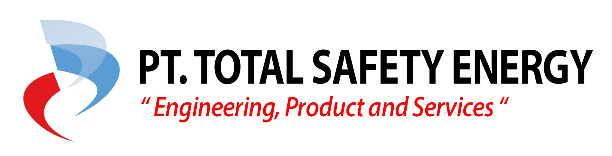 PT. TOTAL SAFETY ENERGY
“ Engineering, Product and Services “